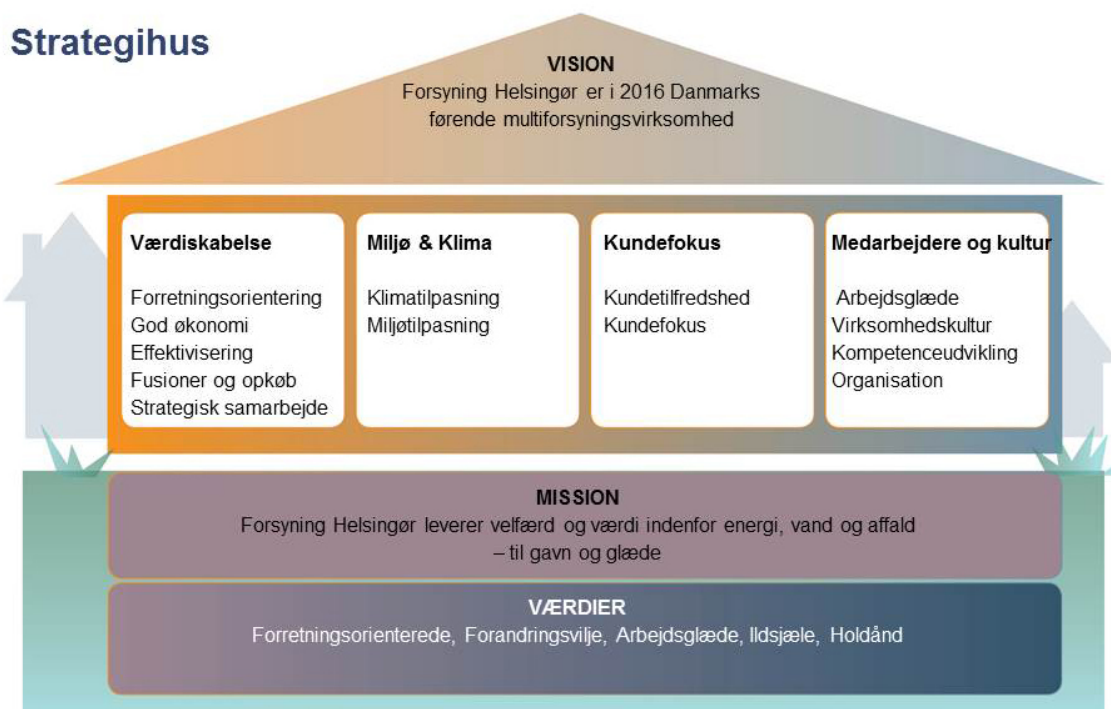 Strategihus
VISION
Forsyning Helsingør er i 2016 Danmarks
førende multiforsyningsvirksomhed
Værdiskabelse
Forretningsorientering
God økonomi
Effektivisering
Fusioner og opkøb
Strategisk samarbejde
Miljø & Klima
Klimatilpasning
Miljøtilpasning
Kundefokus
Kundetilfredshed
Kundefokus
Medarbejdere og kultur
Arbejdsglæde
Virksomhedskultur
Kompetenceudvikling
Organisation
MISSION
Forsyning Helsingør leverer velfærd og værdi indenfor energi, vand og affald
– til gavn og glæde
VÆRDIER
Forretningsorienterede, Forandringsvilje, Arbejdsglæde, Ildsjæle, Holdånd